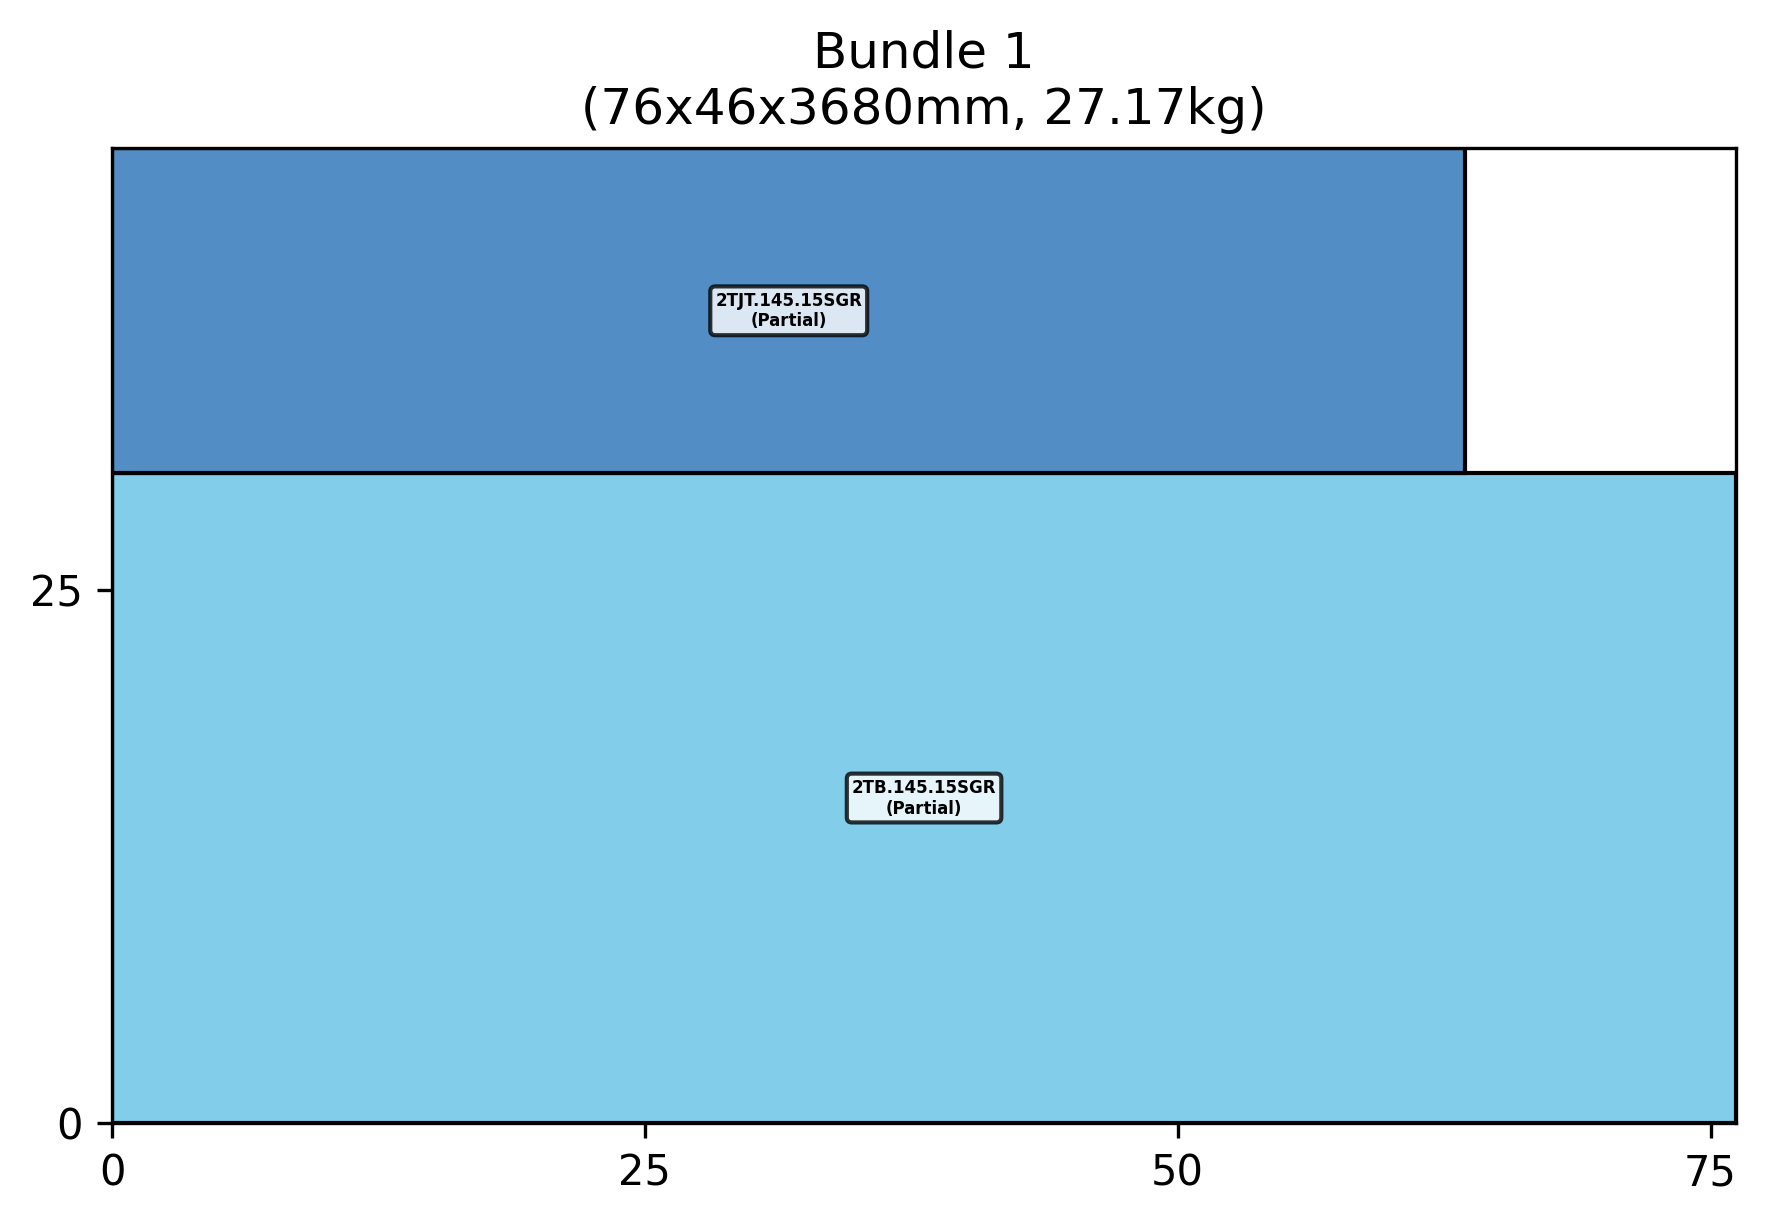 Bundle 1
(76x46x3680mm, 27.17kg)
2TJT.145.15SGR
(Partial)
25
2TB.145.15SGR
(Partial)
0
0
25
50
75